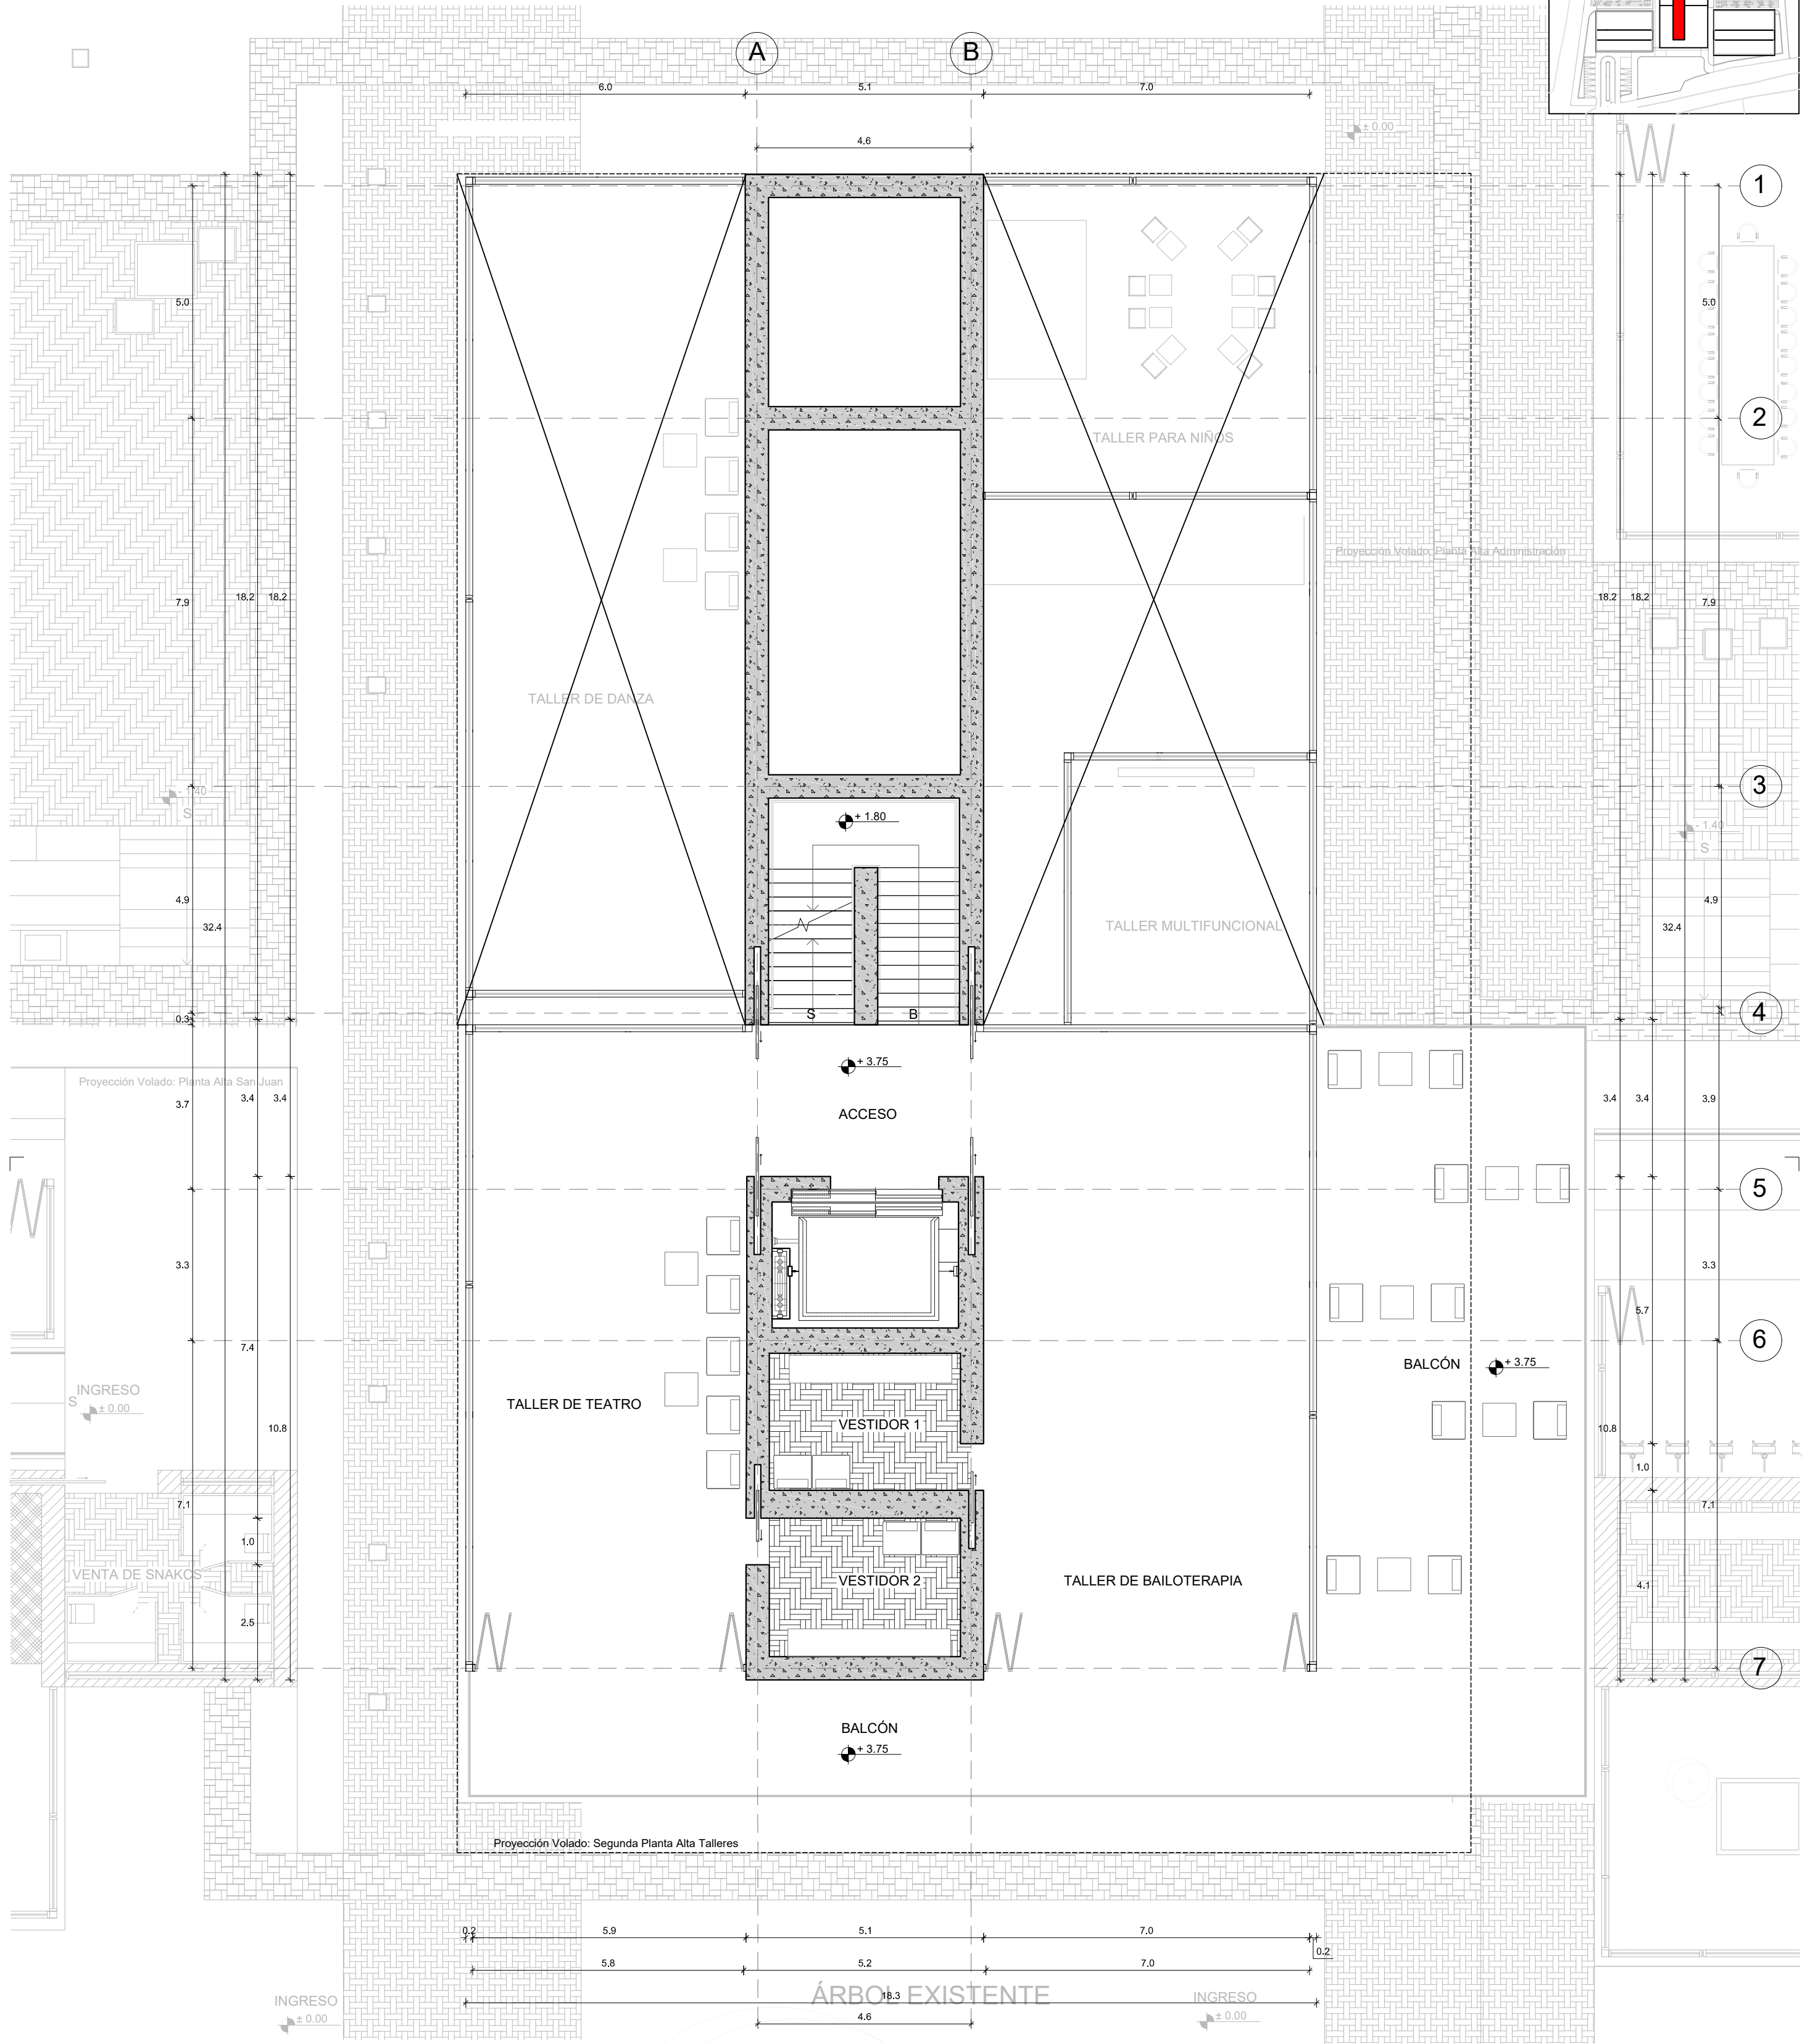 A
B
6.0
5.1
7.0
4.6
± 0.00
1
5.0
5.0
2
TALLER PARA NIÑOS
Proyección Volado: Planta Alta Administración
7.9
18.2
18.2
18.2
18.2
7.9
TALLER DE DANZA
3
S
+ 1.80
- 1.40
S
4.9
32.4
TALLER MULTIFUNCIONAL
4.9
32.4
0.3
S
B
4
+ 3.75
Proyección Volado: Planta Alta San Juan
3.7
3.4
3.4
ACCESO
3.4
3.4
3.9
5
3.3
3.3
5.7
6
7.4
BALCÓN
+ 3.75
INGRESO
S
± 0.00
TALLER DE TEATRO
10.8
VESTIDOR 1
10.8
1.0
7.1
7.1
1.0
VENTA DE SNAKCS
VESTIDOR 2
TALLER DE BAILOTERAPIA
4.1
2.5
7
BALCÓN
+ 3.75
Proyección Volado: Segunda Planta Alta Talleres
0.2
5.9
5.1
7.0
0.2
5.8
5.2
7.0
ÁRBOL EXISTENTE
18.3
INGRESO
± 0.00
INGRESO
± 0.00
4.6